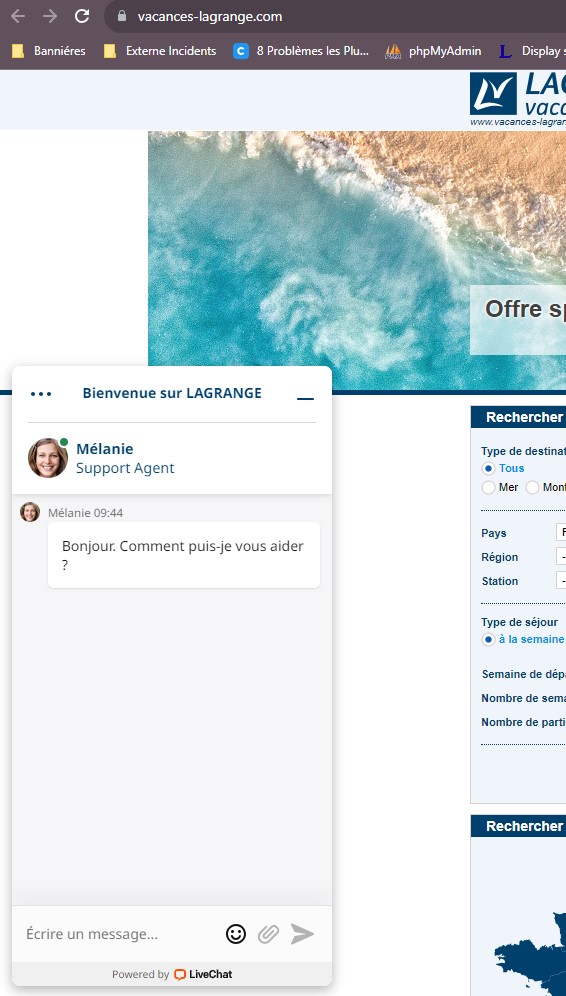 vacances-lagrange.com
Banniéres
Externe Incidents
8 Problèmes les Plu...
phpMyAdmin
Display
www.vacances-lagran
Offre
Bienvenue sur LAGRANGE
Mélanie
Support Agent
Mélanie 09:44
Bonjour. Comment puis-je vous aider
?
Écrire un message...
Powered by LiveChat
Rechercher
Type de destinat
Tous
Mer
Mont
Pays
Région
Station
Type de séjour
à la semaine
Semaine de dépa
Nombre de sema
Nombre de parti
Rechercher